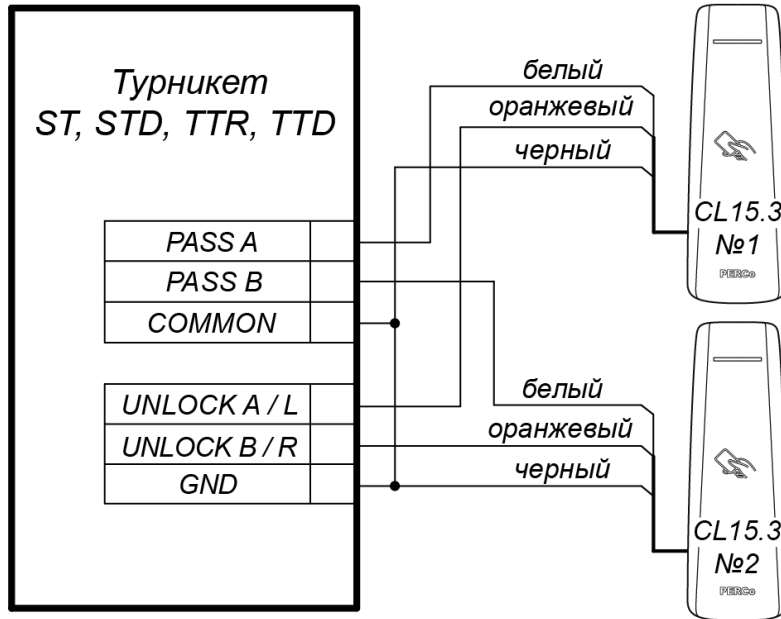 Турникет
ST, STD, TTR, TTD
PASS A
PASS B
COMMON
UNLOCK A / L
UNLOCK B / R
GND
белый
оранжевый
черный
CL15.3
№1
PERCo
белый
оранжевый
черный
CL15.3
№2
PERCo